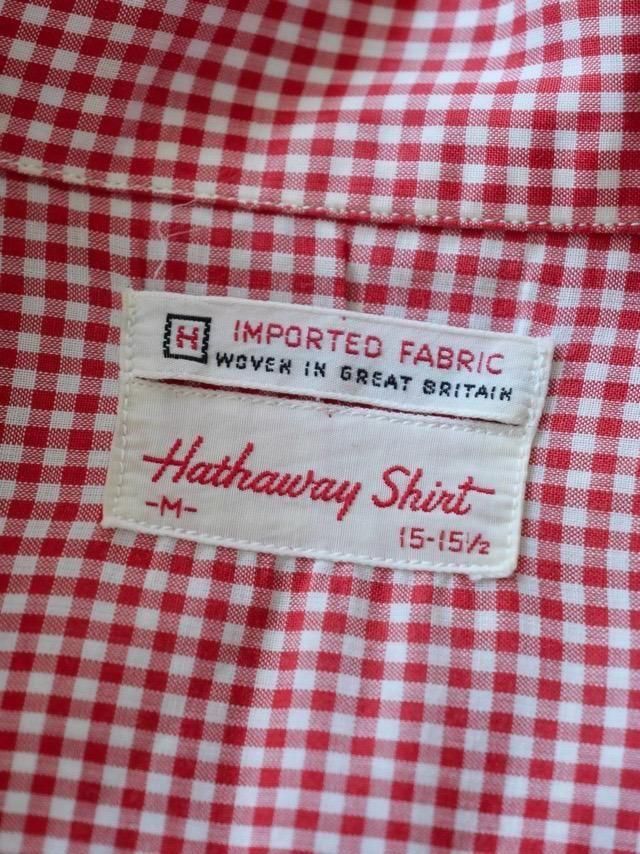 H IMPORTED FABRIC
WOVEN IN GREAT BRITAIN
Hathaway Shirt
-M- 15-15½